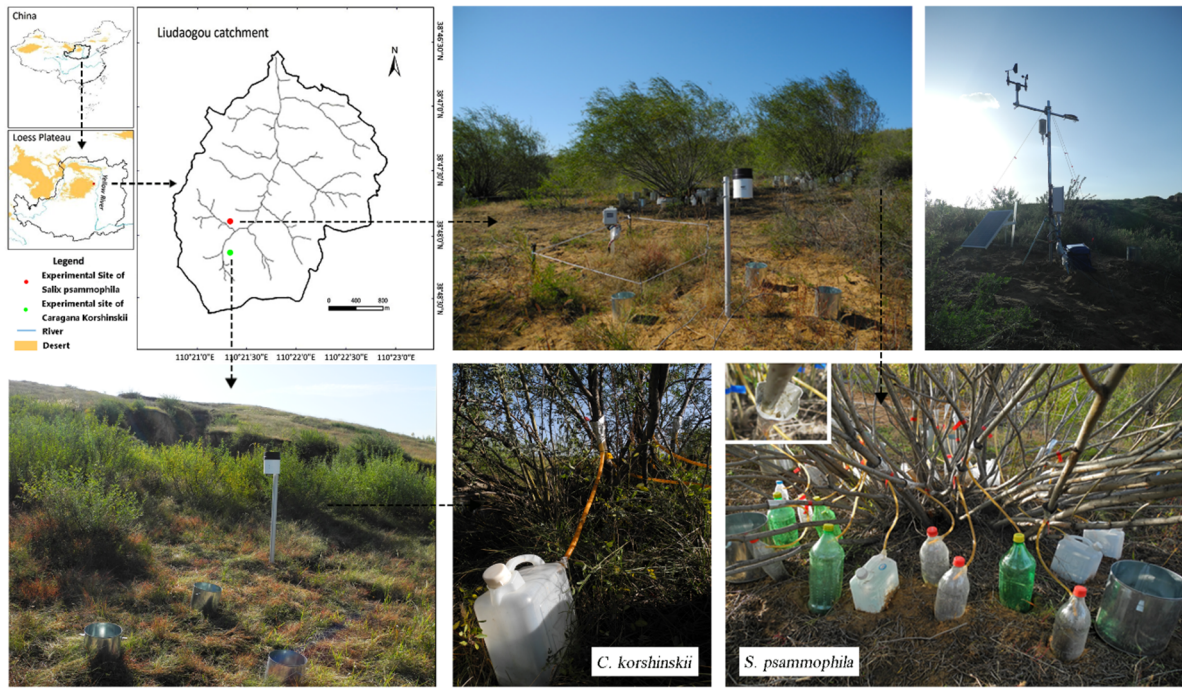 China
Loess Plateau
Yellow River
Legend
Experimental Site of
Salix psammophila
Experimental site of
Caragana Korshinskii
River
Desert
Liudaogou catchment
N
0 400 800
m
38°46'30"N
38°47'0"N
38°47'30"N
38°48'0"N
38°48'30"N
110°21'0"E 110°21'30"E 110°22'0"E 110°22'30"E 110°23'0"E
C. korshinskii
S. psammophila